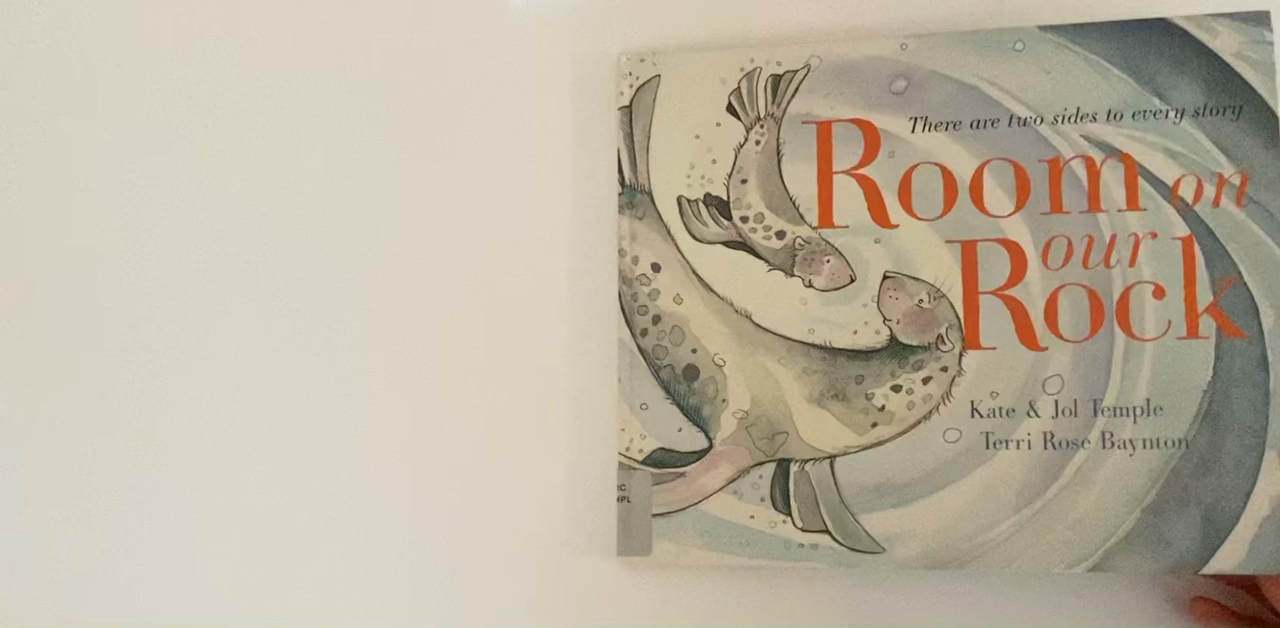 There are two sides to every story
Room on
our
Rock
Kate & Jol Temple
Terri Rose Baynton